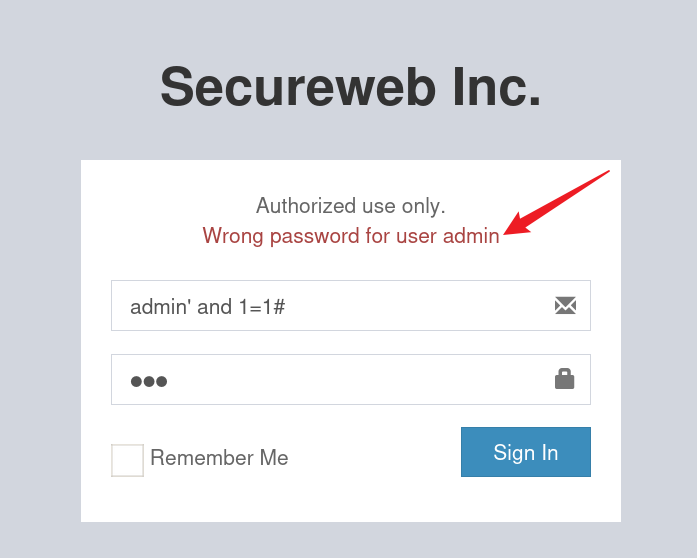 Secureweb Inc.
Authorized use only.
Wrong password for user admin
admin' and 1=1#
●●●
Remember Me
Sign In